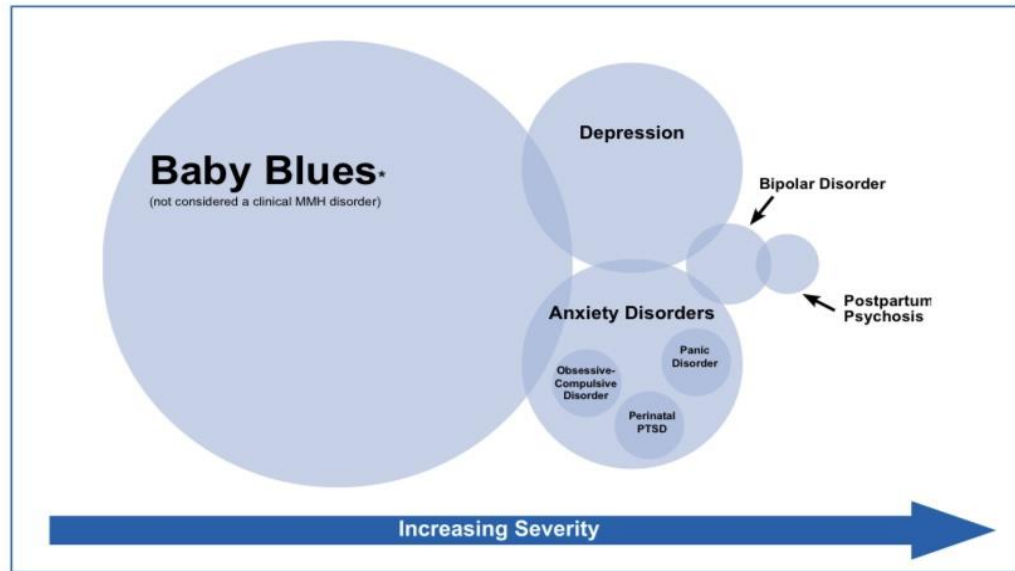 Depression
Baby Blues*
(not considered a clinical MMH disorder)
Bipolar Disorder
Postpartum
Psychosis
Anxiety Disorders
Panic
Disorder
Obsessive-
Compulsive
Disorder
Perinatal
PTSD
Increasing Severity